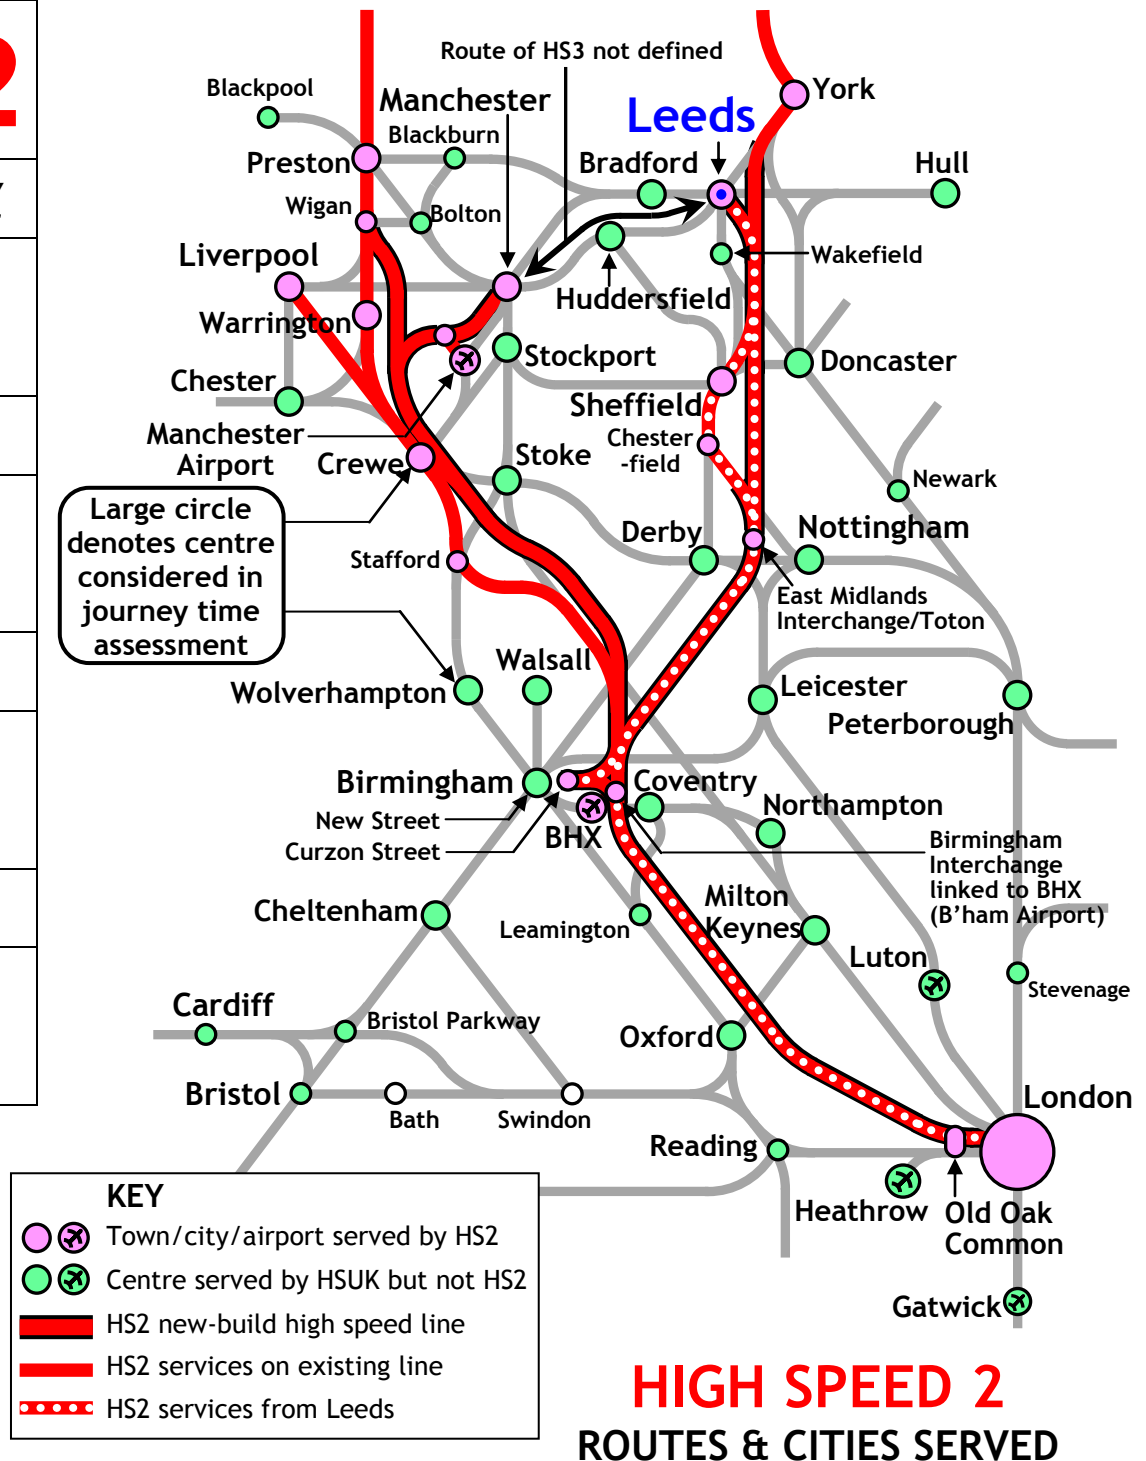 2
Route of HS3 not defined
York
Blackpool
Manchester
Leeds
Blackburn
Preston
Bradford
Hull
Wigan
Bolton
Liverpool
Wakefield
Huddersfield
Warrington
Stockport
Doncaster
Chester
Sheffield
Manchester
Airport
Chester
-field
Crewe
Stoke
Newark
Large circle
denotes centre
considered in
journey time
assessment
Derby
Nottingham
Stafford
East Midlands
Interchange/Toton
Walsall
Wolverhampton
Leicester
Peterborough
Birmingham
Coventry
New Street
Curzon Street
BHX
Northampton
Birmingham
Interchange
linked to BHX
(B'ham Airport)
Cheltenham
Leamington
Milton
Keynes
Luton
Stevenage
Cardiff
Bristol Parkway
Oxford
Bristol
Bath
Swindon
London
Reading
Heathrow
Old Oak
Common
Gatwick
KEY
Town/city/airport served by HS2
Centre served by HSUK but not HS2
HS2 new-build high speed line
HS2 services on existing line
HS2 services from Leeds
HIGH SPEED 2
ROUTES & CITIES SERVED